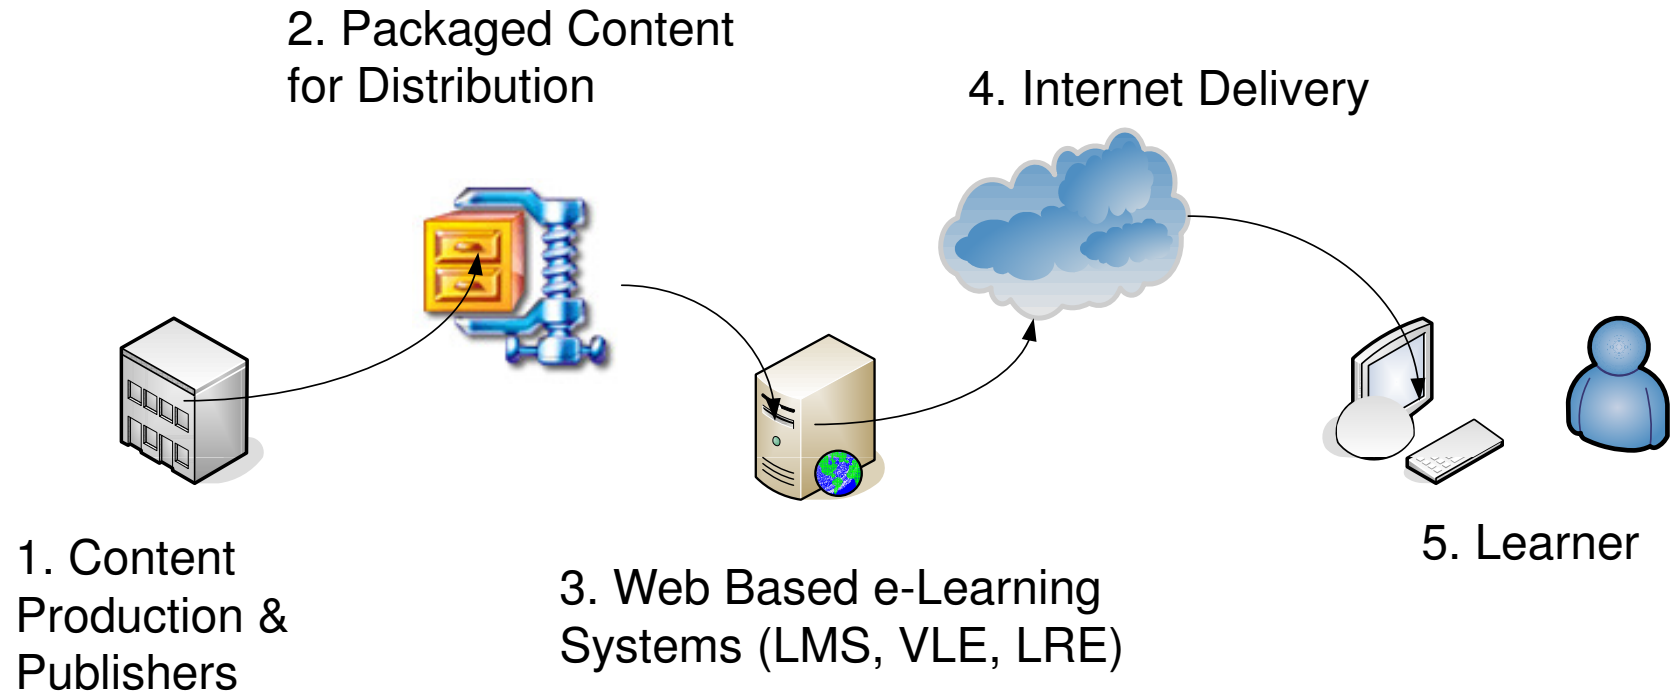 2. Packaged Content
for Distribution
4. Internet Delivery
1. Content
Production &
Publishers
3. Web Based e-Learning
Systems (LMS, VLE, LRE)
5. Learner